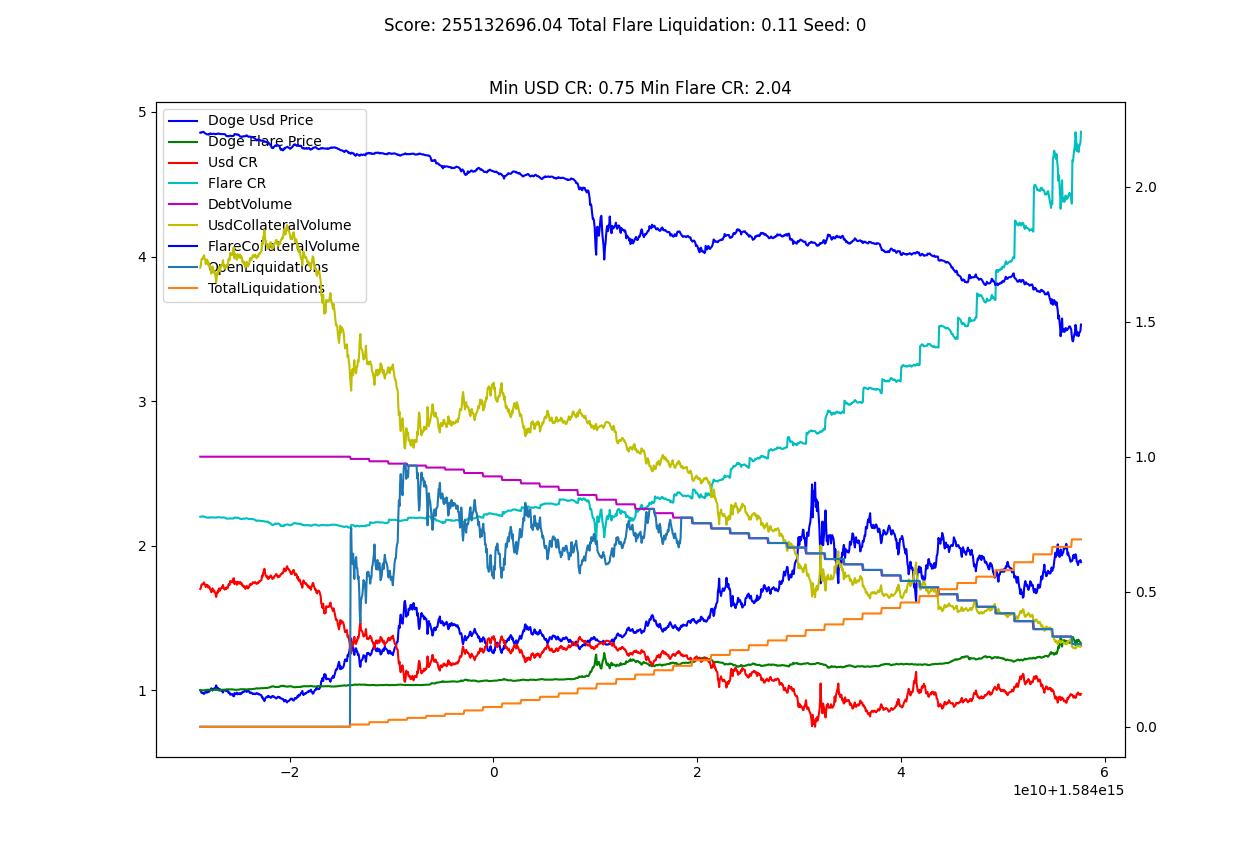 Score: 255132696.04 Total Flare Liquidation: 0.11 Seed: 0
Min USD CR: 0.75 Min Flare CR: 2.04
Doge Usd Price
Doge Flare Price
Usd CR
Flare CR
DebtVolume
UsdCollateralVolume
FlareCollateralVolume
OpenLiquidations
TotalLiquidations
5
4
3
2
1
2.0
1.5
1.0
0.5
0.0
−2
0
2
4
6
1e10+1.584e15